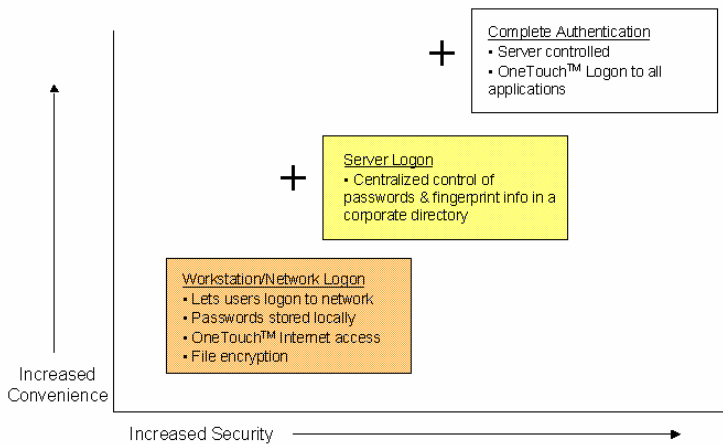 Complete Authentication
• Server controlled
• OneTouch™ Logon to all
applications
+
Server Logon
• Centralized control of
passwords & fingerprint info in a
corporate directory
+
Workstation/Network Logon
• Lets users logon to network
• Passwords stored locally
• OneTouch™ Internet access
• File encryption
Increased
Convenience
Increased Security